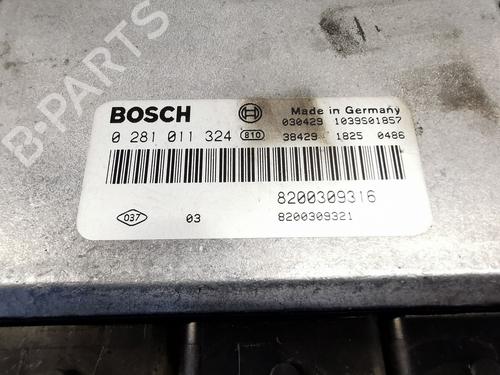 B PARTS
BOSCH
Made in Germany
030429 1039S01857
0 281 011 324 810 38429 1825 0486
8200309316
037 03 8200309321
B PARTS